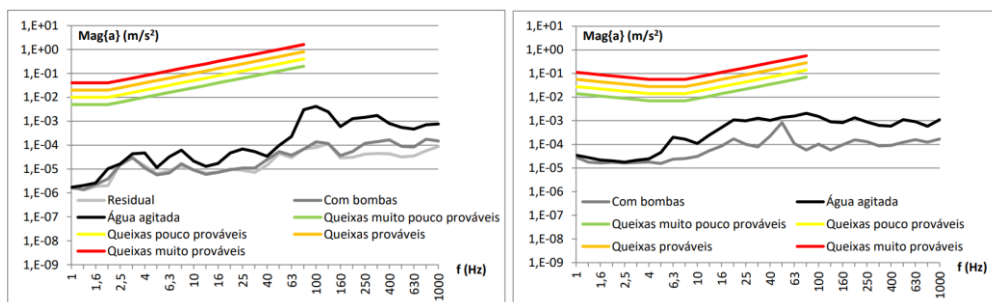 Mag{a} (m/s²)
1,E+01
1,E+00
1,E-01
1,E-02
1,E-03
1,E-04
1,E-05
1,E-06
1,E-07
1,E-08
1,E-09
Residual
Com bombas
Água agitada
Queixas muito pouco prováveis
Queixas pouco prováveis
Queixas prováveis
Queixas muito prováveis
1
1,6
2,5
4
6,3
10
16
25
40
63
100
160
250
400
630
1000
f (Hz)
Mag{a} (m/s²)
1,E+01
1,E+00
1,E-01
1,E-02
1,E-03
1,E-04
1,E-05
1,E-06
1,E-07
1,E-08
1,E-09
Com bombas
Água agitada
Queixas muito pouco prováveis
Queixas pouco prováveis
Queixas prováveis
Queixas muito prováveis
1
1,6
2,5
4
6,3
10
16
25
40
63
100
160
250
400
630
1000
f (Hz)